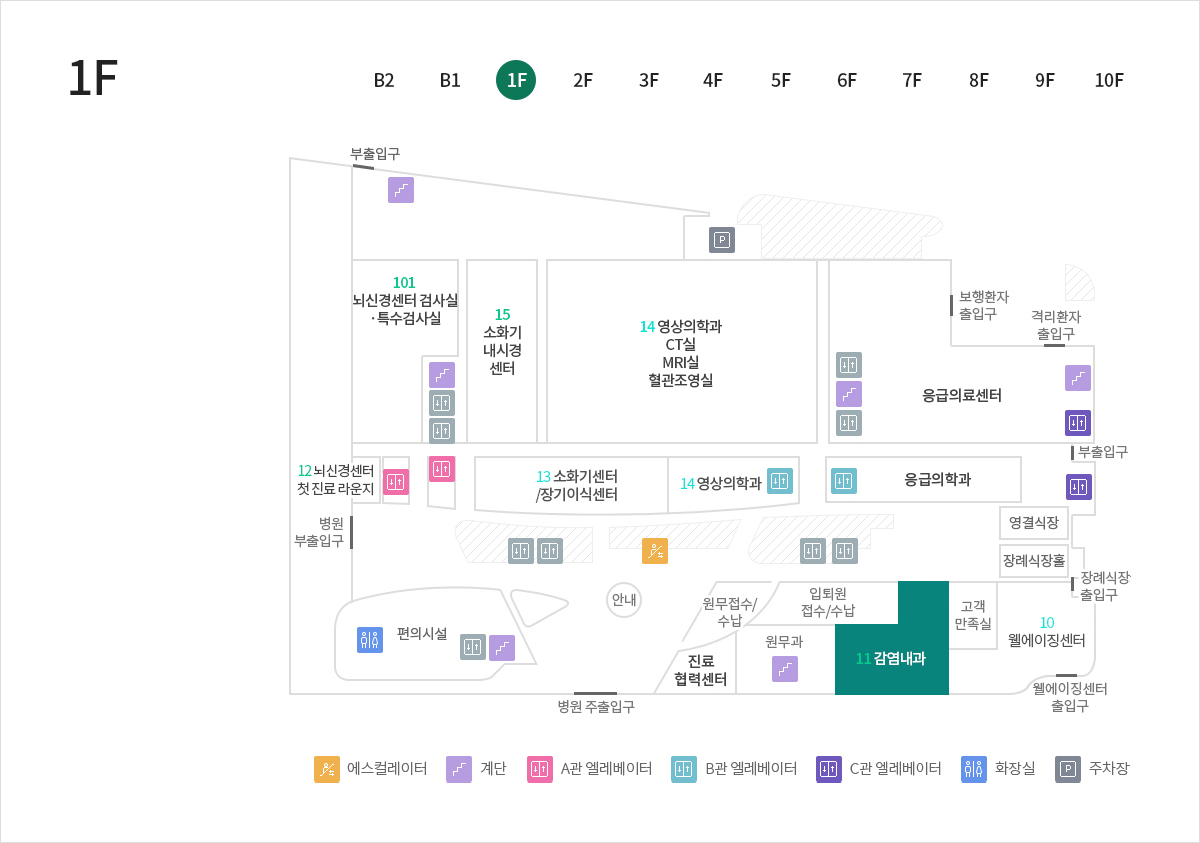 1F
B2 B1 1F 2F 3F 4F 5F 6F 7F 8F 9F 10F
부출입구
P
101
뇌신경센터 검사실
·특수검사실
15
소화기
내시경
센터
14 영상의학과
CT실
MRI실
혈관조영실
보행환자
출입구
격리환자
출입구
응급의료센터
부출입구
12 뇌신경센터
첫 진료 라운지
13 소화기센터
/장기이식센터
14 영상의학과
응급의학과
병원
부출입구
영결식장
장례식장홀
장례식장
출입구
안내
원무접수/
수납
입퇴원
접수/수납
고객
만족실
10
웰에이징센터
편의시설
원무과
11 감염내과
진료
협력센터
병원 주출입구
웰에이징센터
출입구
에스컬레이터
계단
A관 엘레베이터
B관 엘레베이터
C관 엘레베이터
화장실
P
주차장